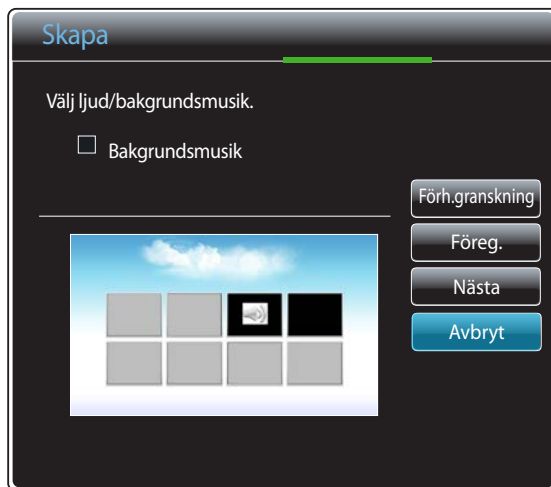 Skapa
Välj ljud/bakgrundsmusik.
Bakgrundsmusik
Förh.granskning
Föreg.
Nästa
Avbryt